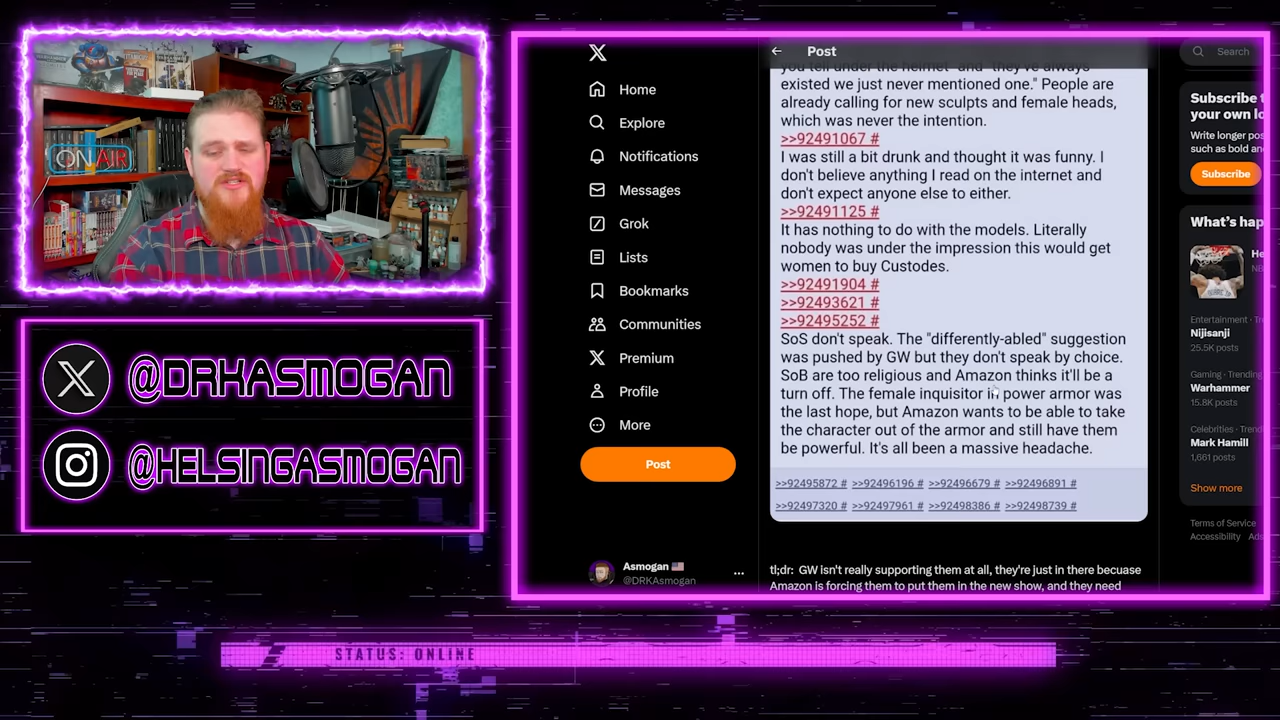 ON AIR
@DRKASMOGAN
@HELSINGASMOGAN
STATUS: ONLINE
Home
Explore
Notifications
Messages
Grok
Lists
Bookmarks
Communities
Premium
Profile
More
Post
Asmogan
@DRKAsmogan
Post
existed we just never mentioned one." People are
already calling for new sculpts and female heads,
which was never the intention.
>>92491067 #
I was still a bit drunk and thought it was funny. I
don't believe anything I read on the internet and
don't expect anyone else to either.
>>92491125 #
It has nothing to do with the models. Literally
nobody was under the impression this would get
women to buy Custodes.
>>92491904 #
>>92493621 #
>>92495252 #
SoS don't speak. The "differently-abled" suggestion
was pushed by GW but they don't speak by choice.
SoB are too religious and Amazon thinks it'll be a
turn off. The female inquisitor in power armor was
the last hope, but Amazon wants to be able to take
the character out of the armor and still have them
be powerful. It's all been a massive headache.
>>92495872 # >>92496196 # >>92496679 # >>92496891 #
>>92497320 # >>92497961 # >>92498386 # >>92498739 #
tl;dr: GW isn't really supporting them at all, they're just in there becuase
Amazon is forcing them to put them in the new show, and they need
Search
Subscribe t
your own lo
Write longer pos
such as bold an
Subscribe
What's hap
He
NB
Entertainment · Tre
Nijisanji
25.5K posts
Gaming · Trending
Warhammer
15.8K posts
Celebrities · Trend
Mark Hamill
1,661 posts
Show more
Terms of Service
Accessibility Ads